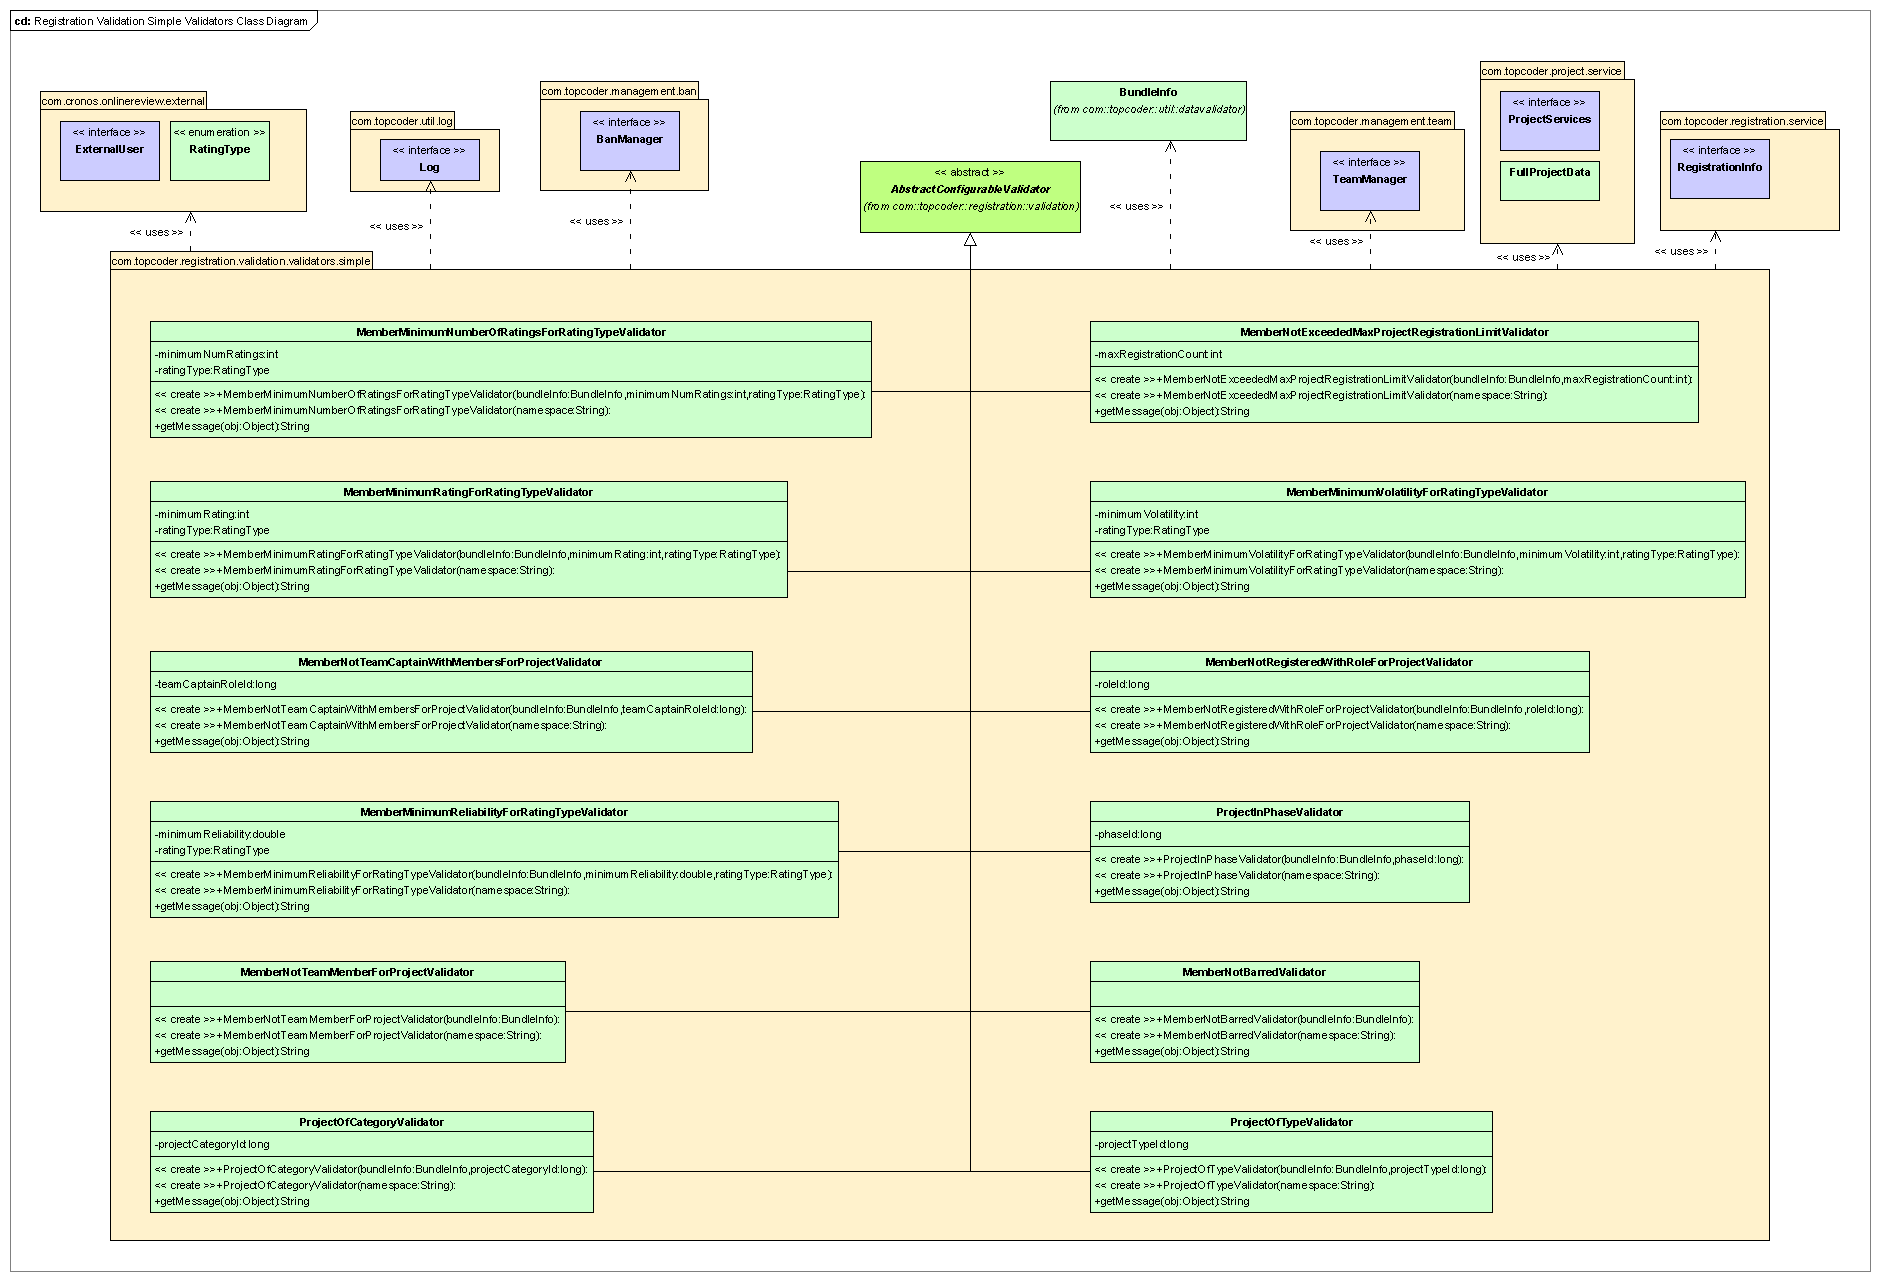 cd: Registration Validation Simple Validators Class Diagram
com.cronos.onlinereview.external
<< interface >>
ExternalUser
<< enumeration >>
RatingType
<< uses >>
com.topcoder.util.log
<< interface >>
Log
<< uses >>
com.topcoder.management.ban
<< interface >>
BanManager
<< uses >>
<< abstract >>
AbstractConfigurableValidator
(from com::topcoder::registration::validation)
BundleInfo
(from com::topcoder::util::datavalidator)
<< uses >>
com.topcoder.management.team
<< interface >>
TeamManager
<< uses >>
com.topcoder.project.service
<< interface >>
ProjectServices
FullProjectData
<< uses >>
com.topcoder.registration.service
<< interface >>
RegistrationInfo
<< uses >>
com.topcoder.registration.validation.validators.simple
MemberMinimumNumberOfRatingsForRatingTypeValidator
-minimumNumRatings:int
-ratingType:RatingType
<< create >>+MemberMinimumNumberOfRatingsForRatingTypeValidator(bundleInfo:BundleInfo,minimumNumRatings:int,ratingType:RatingType):
<< create >>+MemberMinimumNumberOfRatingsForRatingTypeValidator(namespace:String):
+getMessage(obj:Object):String
MemberNotExceededMaxProjectRegistrationLimitValidator
-maxRegistrationCount:int
<< create >>+MemberNotExceededMaxProjectRegistrationLimitValidator(bundleInfo:BundleInfo,maxRegistrationCount:int):
<< create >>+MemberNotExceededMaxProjectRegistrationLimitValidator(namespace:String):
+getMessage(obj:Object):String
MemberMinimumRatingForRatingTypeValidator
-minimumRating:int
-ratingType:RatingType
<< create >>+MemberMinimumRatingForRatingTypeValidator(bundleInfo:BundleInfo,minimumRating:int,ratingType:RatingType):
<< create >>+MemberMinimumRatingForRatingTypeValidator(namespace:String):
+getMessage(obj:Object):String
MemberMinimumVolatilityForRatingTypeValidator
-minimumVolatility:int
-ratingType:RatingType
<< create >>+MemberMinimumVolatilityForRatingTypeValidator(bundleInfo:BundleInfo,minimumVolatility:int,ratingType:RatingType):
<< create >>+MemberMinimumVolatilityForRatingTypeValidator(namespace:String):
+getMessage(obj:Object):String
MemberNotTeamCaptainWithMembersForProjectValidator
-teamCaptainRoleId:long
<< create >>+MemberNotTeamCaptainWithMembersForProjectValidator(bundleInfo:BundleInfo,teamCaptainRoleId:long):
<< create >>+MemberNotTeamCaptainWithMembersForProjectValidator(namespace:String):
+getMessage(obj:Object):String
MemberNotRegisteredWithRoleForProjectValidator
-roleId:long
<< create >>+MemberNotRegisteredWithRoleForProjectValidator(bundleInfo:BundleInfo,roleId:long):
<< create >>+MemberNotRegisteredWithRoleForProjectValidator(namespace:String):
+getMessage(obj:Object):String
MemberMinimumReliabilityForRatingTypeValidator
-minimumReliability:double
-ratingType:RatingType
<< create >>+MemberMinimumReliabilityForRatingTypeValidator(bundleInfo:BundleInfo,minimumReliability:double,ratingType:RatingType):
<< create >>+MemberMinimumReliabilityForRatingTypeValidator(namespace:String):
+getMessage(obj:Object):String
ProjectInPhaseValidator
-phaseId:long
<< create >>+ProjectInPhaseValidator(bundleInfo:BundleInfo,phaseId:long):
<< create >>+ProjectInPhaseValidator(namespace:String):
+getMessage(obj:Object):String
MemberNotTeamMemberForProjectValidator
<< create >>+MemberNotTeamMemberForProjectValidator(bundleInfo:BundleInfo):
<< create >>+MemberNotTeamMemberForProjectValidator(namespace:String):
+getMessage(obj:Object):String
MemberNotBarredValidator
<< create >>+MemberNotBarredValidator(bundleInfo:BundleInfo):
<< create >>+MemberNotBarredValidator(namespace:String):
+getMessage(obj:Object):String
ProjectOfCategoryValidator
-projectCategoryId:long
<< create >>+ProjectOfCategoryValidator(bundleInfo:BundleInfo,projectCategoryId:long):
<< create >>+ProjectOfCategoryValidator(namespace:String):
+getMessage(obj:Object):String
ProjectOfTypeValidator
-projectTypeId:long
<< create >>+ProjectOfTypeValidator(bundleInfo:BundleInfo,projectTypeId:long):
<< create >>+ProjectOfTypeValidator(namespace:String):
+getMessage(obj:Object):String